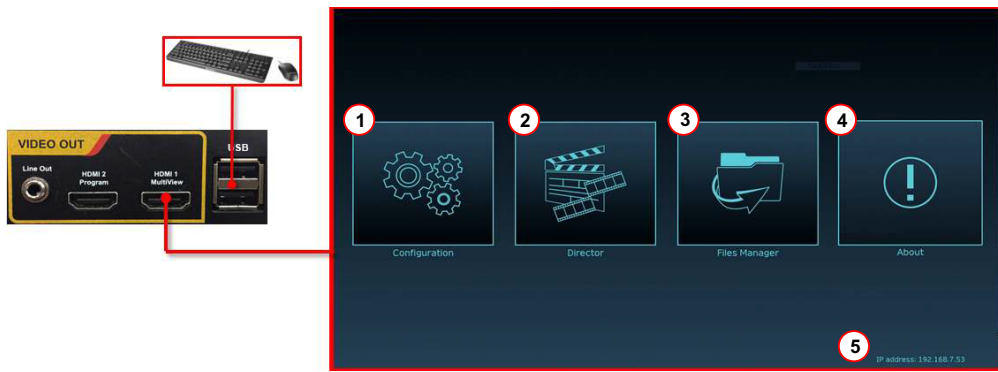 VIDEO OUT
USB
Line Out
HDMI 2
Program
HDMI 1
MultiView
1
2
3
4
Configuration
Director
Files Manager
About
5
IP address: 192.168.7.53